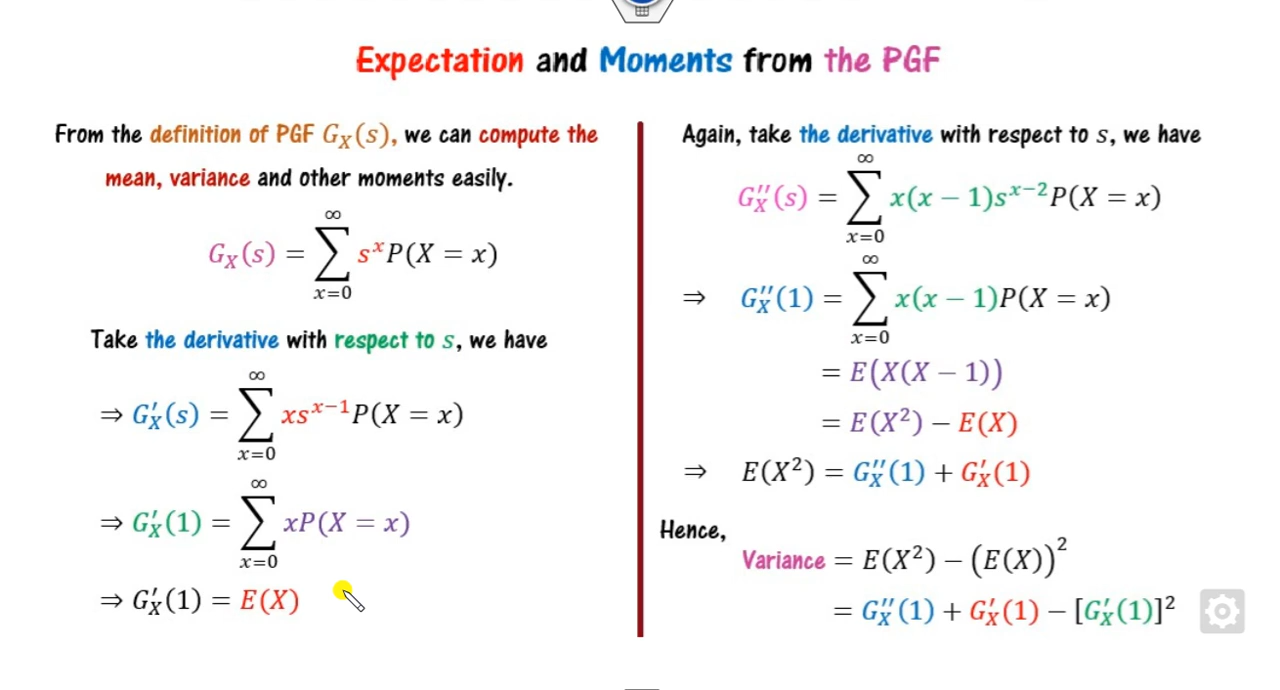 Expectation and Moments from the PGF
From the definition of PGF G_X(s), we can compute the
mean, variance and other moments easily.
G_X(s) = ∑_{x=0}^{∞} s^x P(X = x)
Take the derivative with respect to s, we have
⇒ G′_X(s) = ∑_{x=0}^{∞} xs^{x−1}P(X = x)
⇒ G′_X(1) = ∑_{x=0}^{∞} xP(X = x)
⇒ G′_X(1) = E(X)
Again, take the derivative with respect to s, we have
G″_X(s) = ∑_{x=0}^{∞} x(x − 1)s^{x−2}P(X = x)
⇒ G″_X(1) = ∑_{x=0}^{∞} x(x − 1)P(X = x)
= E(X(X − 1))
= E(X²) − E(X)
⇒ E(X²) = G″_X(1) + G′_X(1)
Hence,
Variance = E(X²) − (E(X))²
= G″_X(1) + G′_X(1) − [G′_X(1)]²